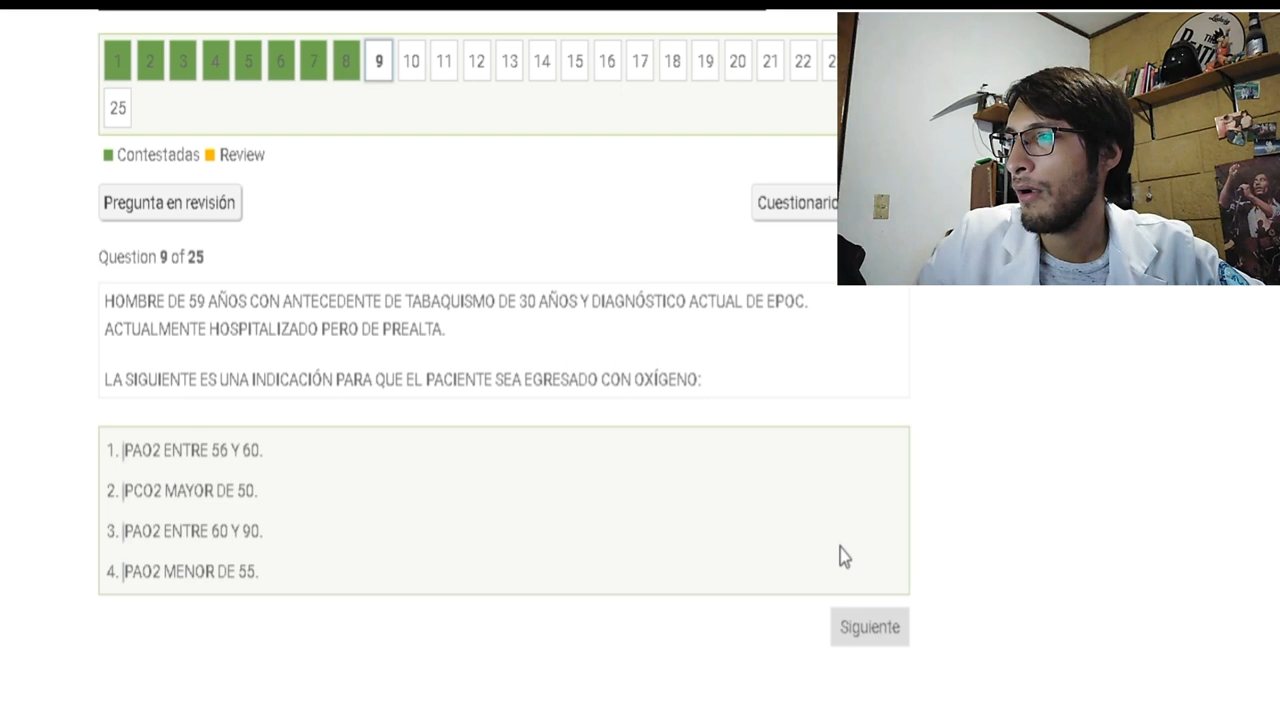 1 2 3 4 5 6 7 8 9 10 11 12 13 14 15 16 17 18 19 20 21 22
25
Contestadas Review
Pregunta en revisión
Question 9 of 25
HOMBRE DE 59 AÑOS CON ANTECEDENTE DE TABAQUISMO DE 30 AÑOS Y DIAGNÓSTICO ACTUAL DE EPOC.
ACTUALMENTE HOSPITALIZADO PERO DE PREALTA.
LA SIGUIENTE ES UNA INDICACIÓN PARA QUE EL PACIENTE SEA EGRESADO CON OXÍGENO:
1. PAO2 ENTRE 56 Y 60.
2. PCO2 MAYOR DE 50.
3. PAO2 ENTRE 60 Y 90.
4. PAO2 MENOR DE 55.
Siguiente